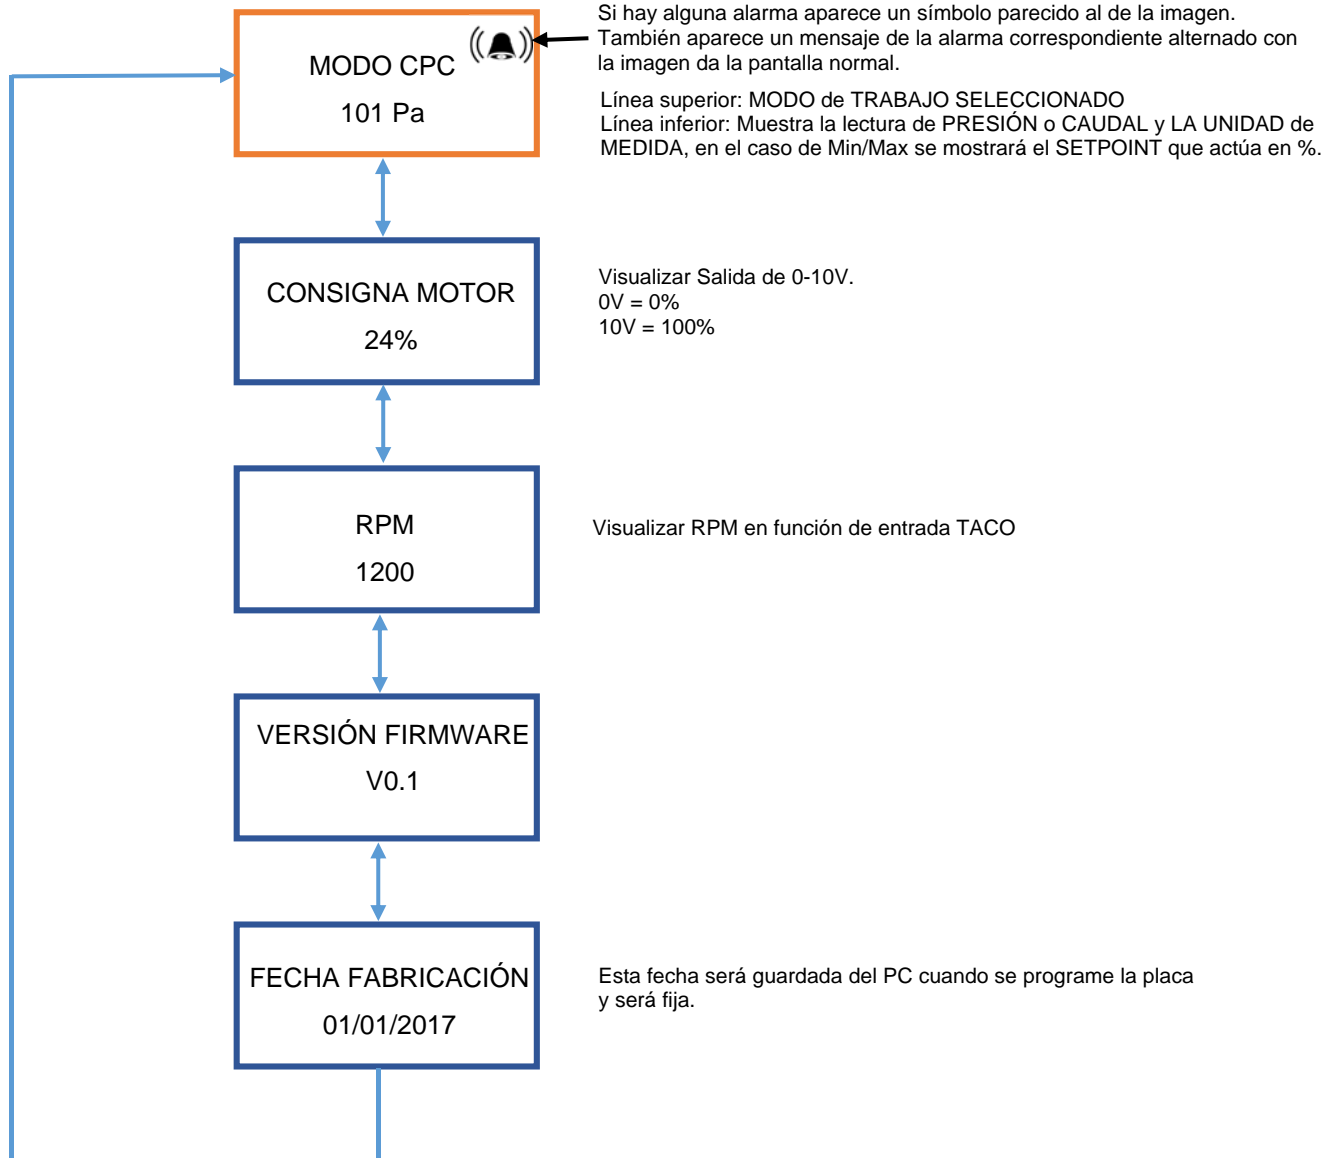 Si hay alguna alarma aparece un símbolo parecido al de la imagen.
También aparece un mensaje de la alarma correspondiente alternado con
la imagen da la pantalla normal.
MODO CPC
101 Pa
Línea superior: MODO de TRABAJO SELECCIONADO
Línea inferior: Muestra la lectura de PRESIÓN o CAUDAL y LA UNIDAD de
MEDIDA, en el caso de Min/Max se mostrará el SETPOINT que actúa en %.
CONSIGNA MOTOR
24%
Visualizar Salida de 0-10V.
0V = 0%
10V = 100%
RPM
1200
Visualizar RPM en función de entrada TACO
VERSIÓN FIRMWARE
V0.1
FECHA FABRICACIÓN
01/01/2017
Esta fecha será guardada del PC cuando se programe la placa
y será fija.